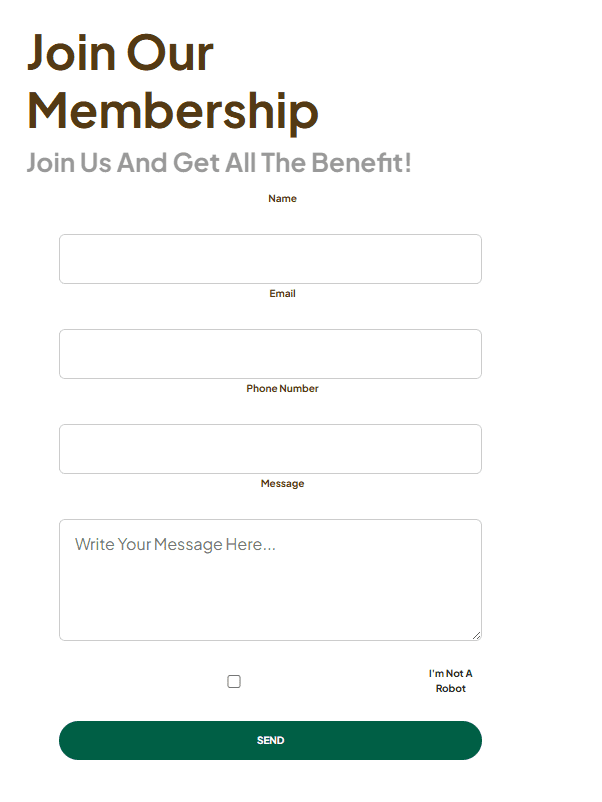 Join Our
Membership
Join Us And Get All The Benefit!
Name
Email
Phone Number
Message
Write Your Message Here...
I'm Not A
Robot
SEND